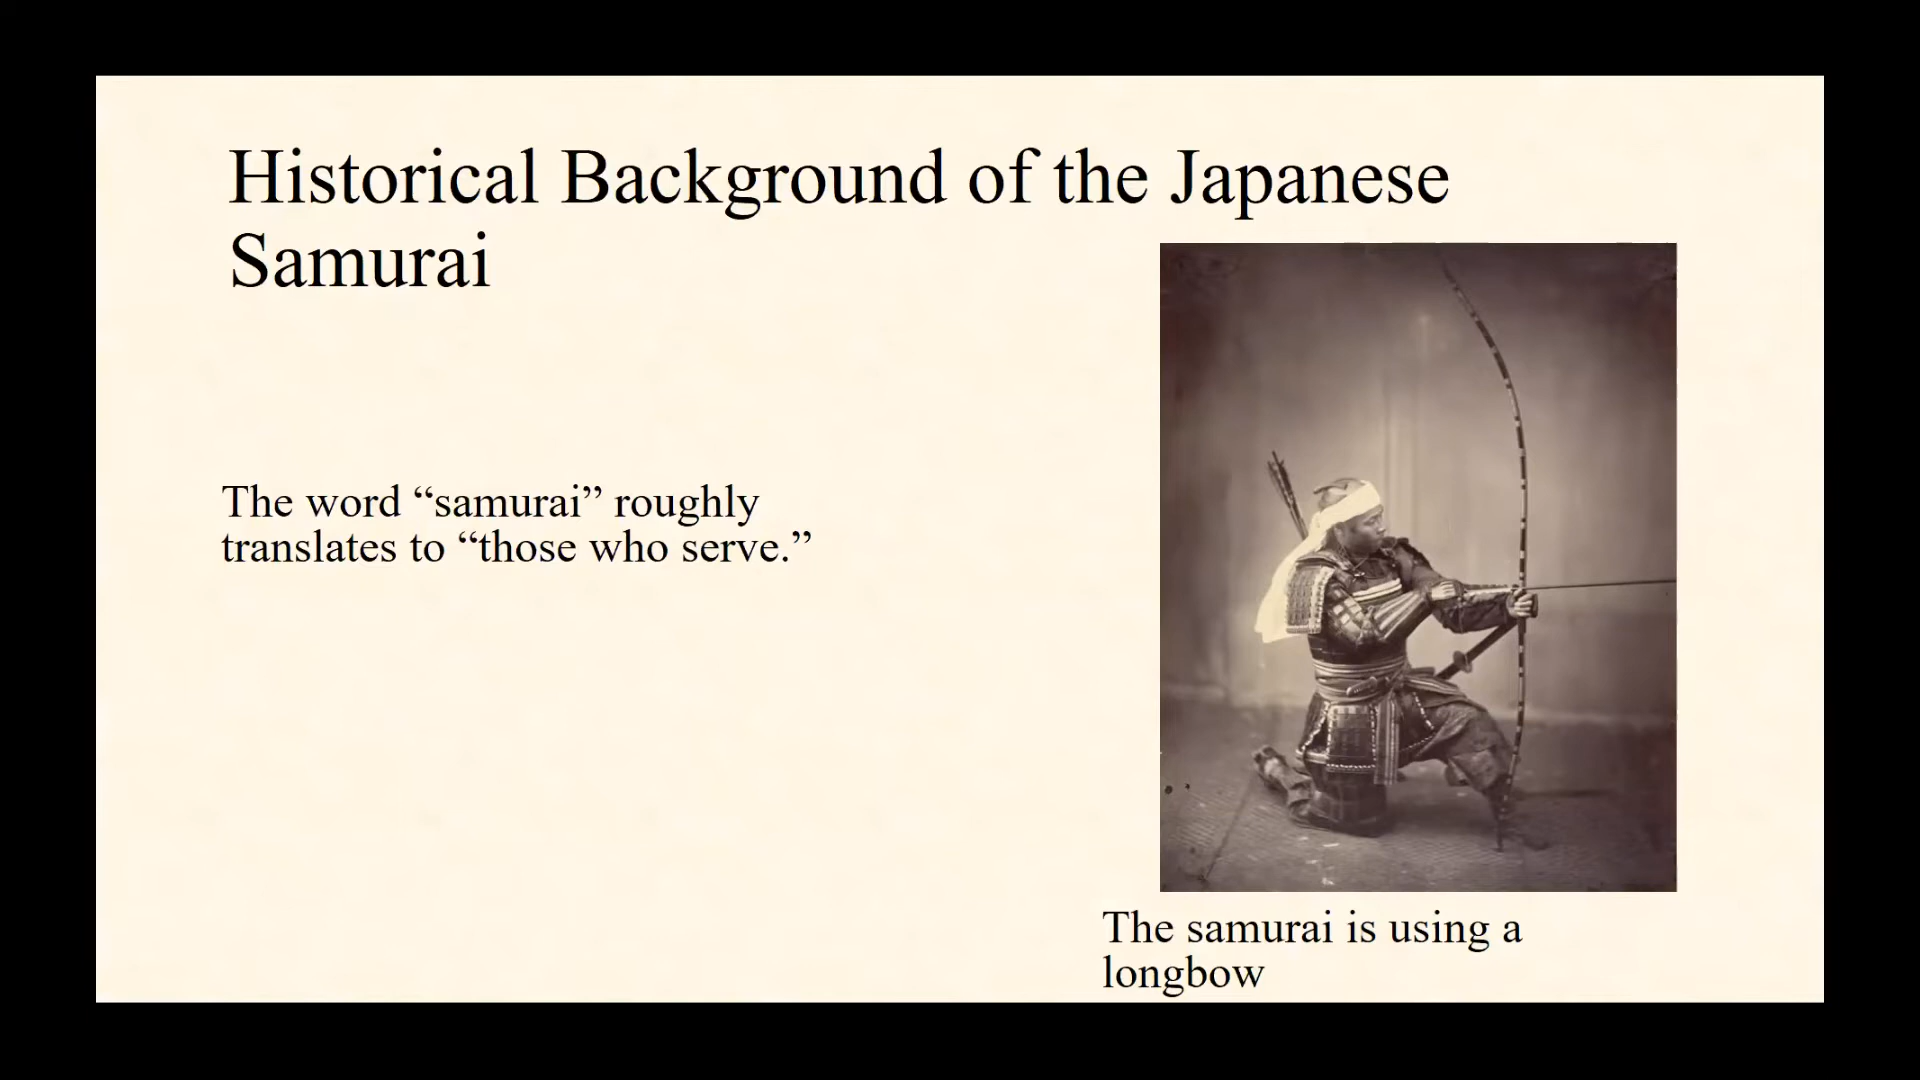 Historical Background of the Japanese
Samurai
The word “samurai” roughly
translates to “those who serve.”
The samurai is using a
longbow